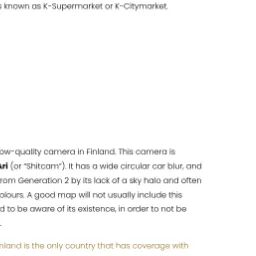 s known as K-Supermarket or K-Citymarket.
ow-quality camera in Finland. This camera is
Ari (or "Shitcam"). It has a wide circular car blur, and
rom Generation 2 by its lack of a sky halo and often
olours. A good map will not usually include this
d to be aware of its existence, in order to not be
.
nland is the only country that has coverage with